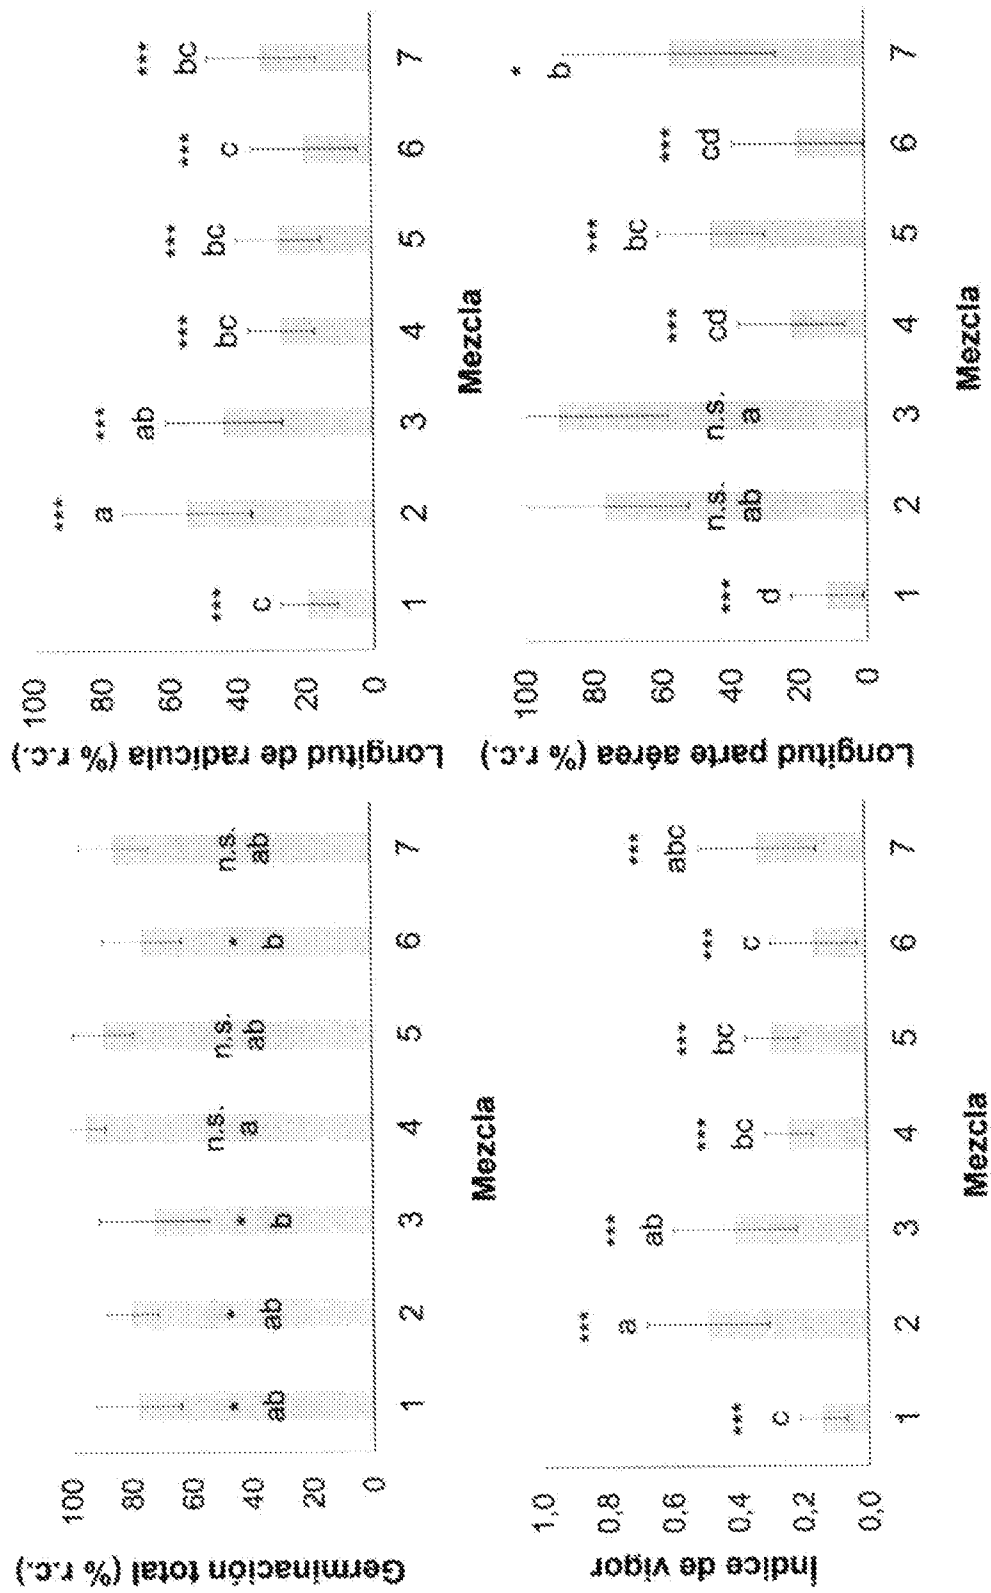 Germinación total (% r.c.)
100
80
60
40
20
0
* * * n.s. n.s. * n.s.
ab ab b a ab b ab
1 2 3 4 5 6 7
Mezcla
Longitud de radícula (% r.c.)
100
80
60
40
20
0
*** *** *** *** *** *** ***
c a ab bc bc c bc
1 2 3 4 5 6 7
Mezcla
Índice de vigor
1,0
0,8
0,6
0,4
0,2
0,0
*** *** *** *** *** *** ***
c a ab bc bc c abc
1 2 3 4 5 6 7
Mezcla
Longitud parte aérea (% r.c.)
100
80
60
40
20
0
*** n.s. n.s. *** *** *** *
d ab a cd bc cd b
1 2 3 4 5 6 7
Mezcla